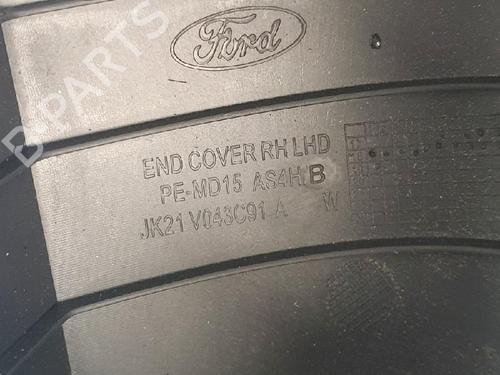 B PARTS
Ford
END COVER RH LHD
PE-MD15 AS4H B
JK21 V043C91 A W